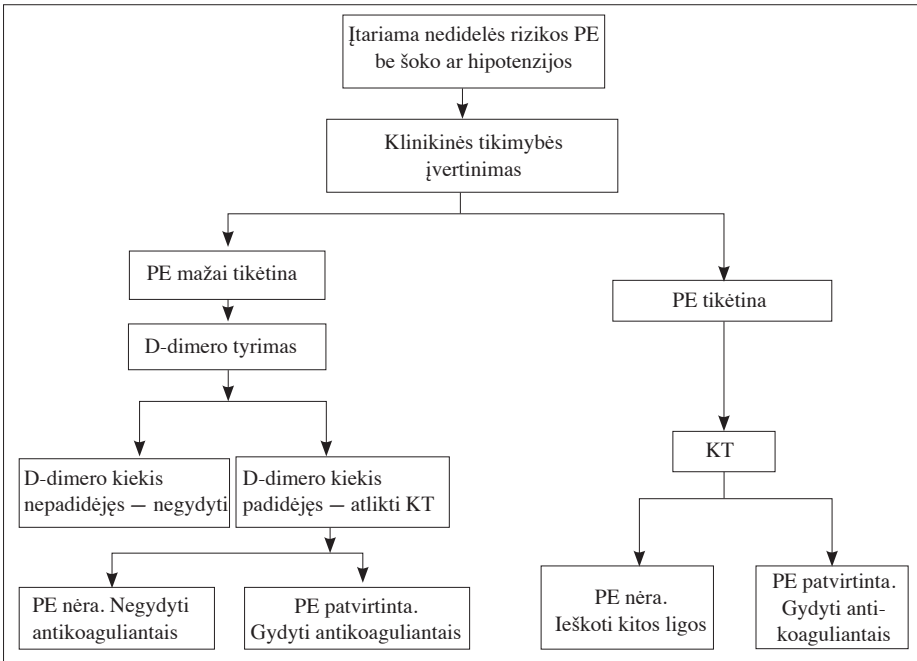 Įtariama nedidelės rizikos PE
be šoko ar hipotenzijos
Klinikinės tikimybės
įvertinimas
PE mažai tikėtina
PE tikėtina
D-dimero tyrimas
KT
D-dimero kiekis
nepadidėjęs — negydyti
D-dimero kiekis
padidėjęs — atlikti KT
PE nėra. Negydyti
antikoaguliantais
PE patvirtinta.
Gydyti antikoaguliantais
PE nėra.
Ieškoti kitos ligos
PE patvirtinta.
Gydyti anti-
koaguliantais